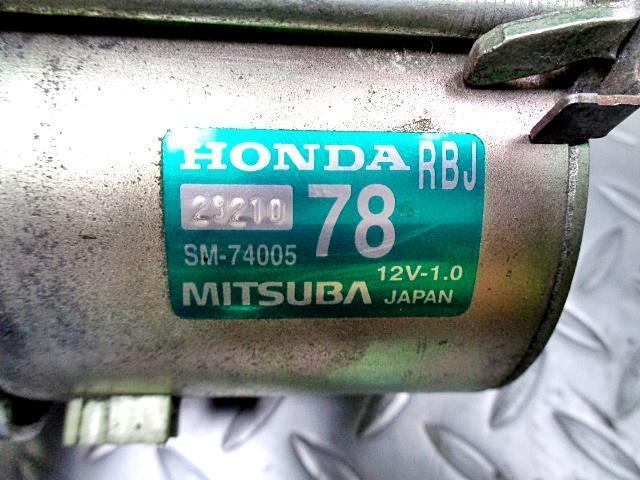 HONDA RBJ
29210 78
SM-74005
12V-1.0
MITSUBA JAPAN